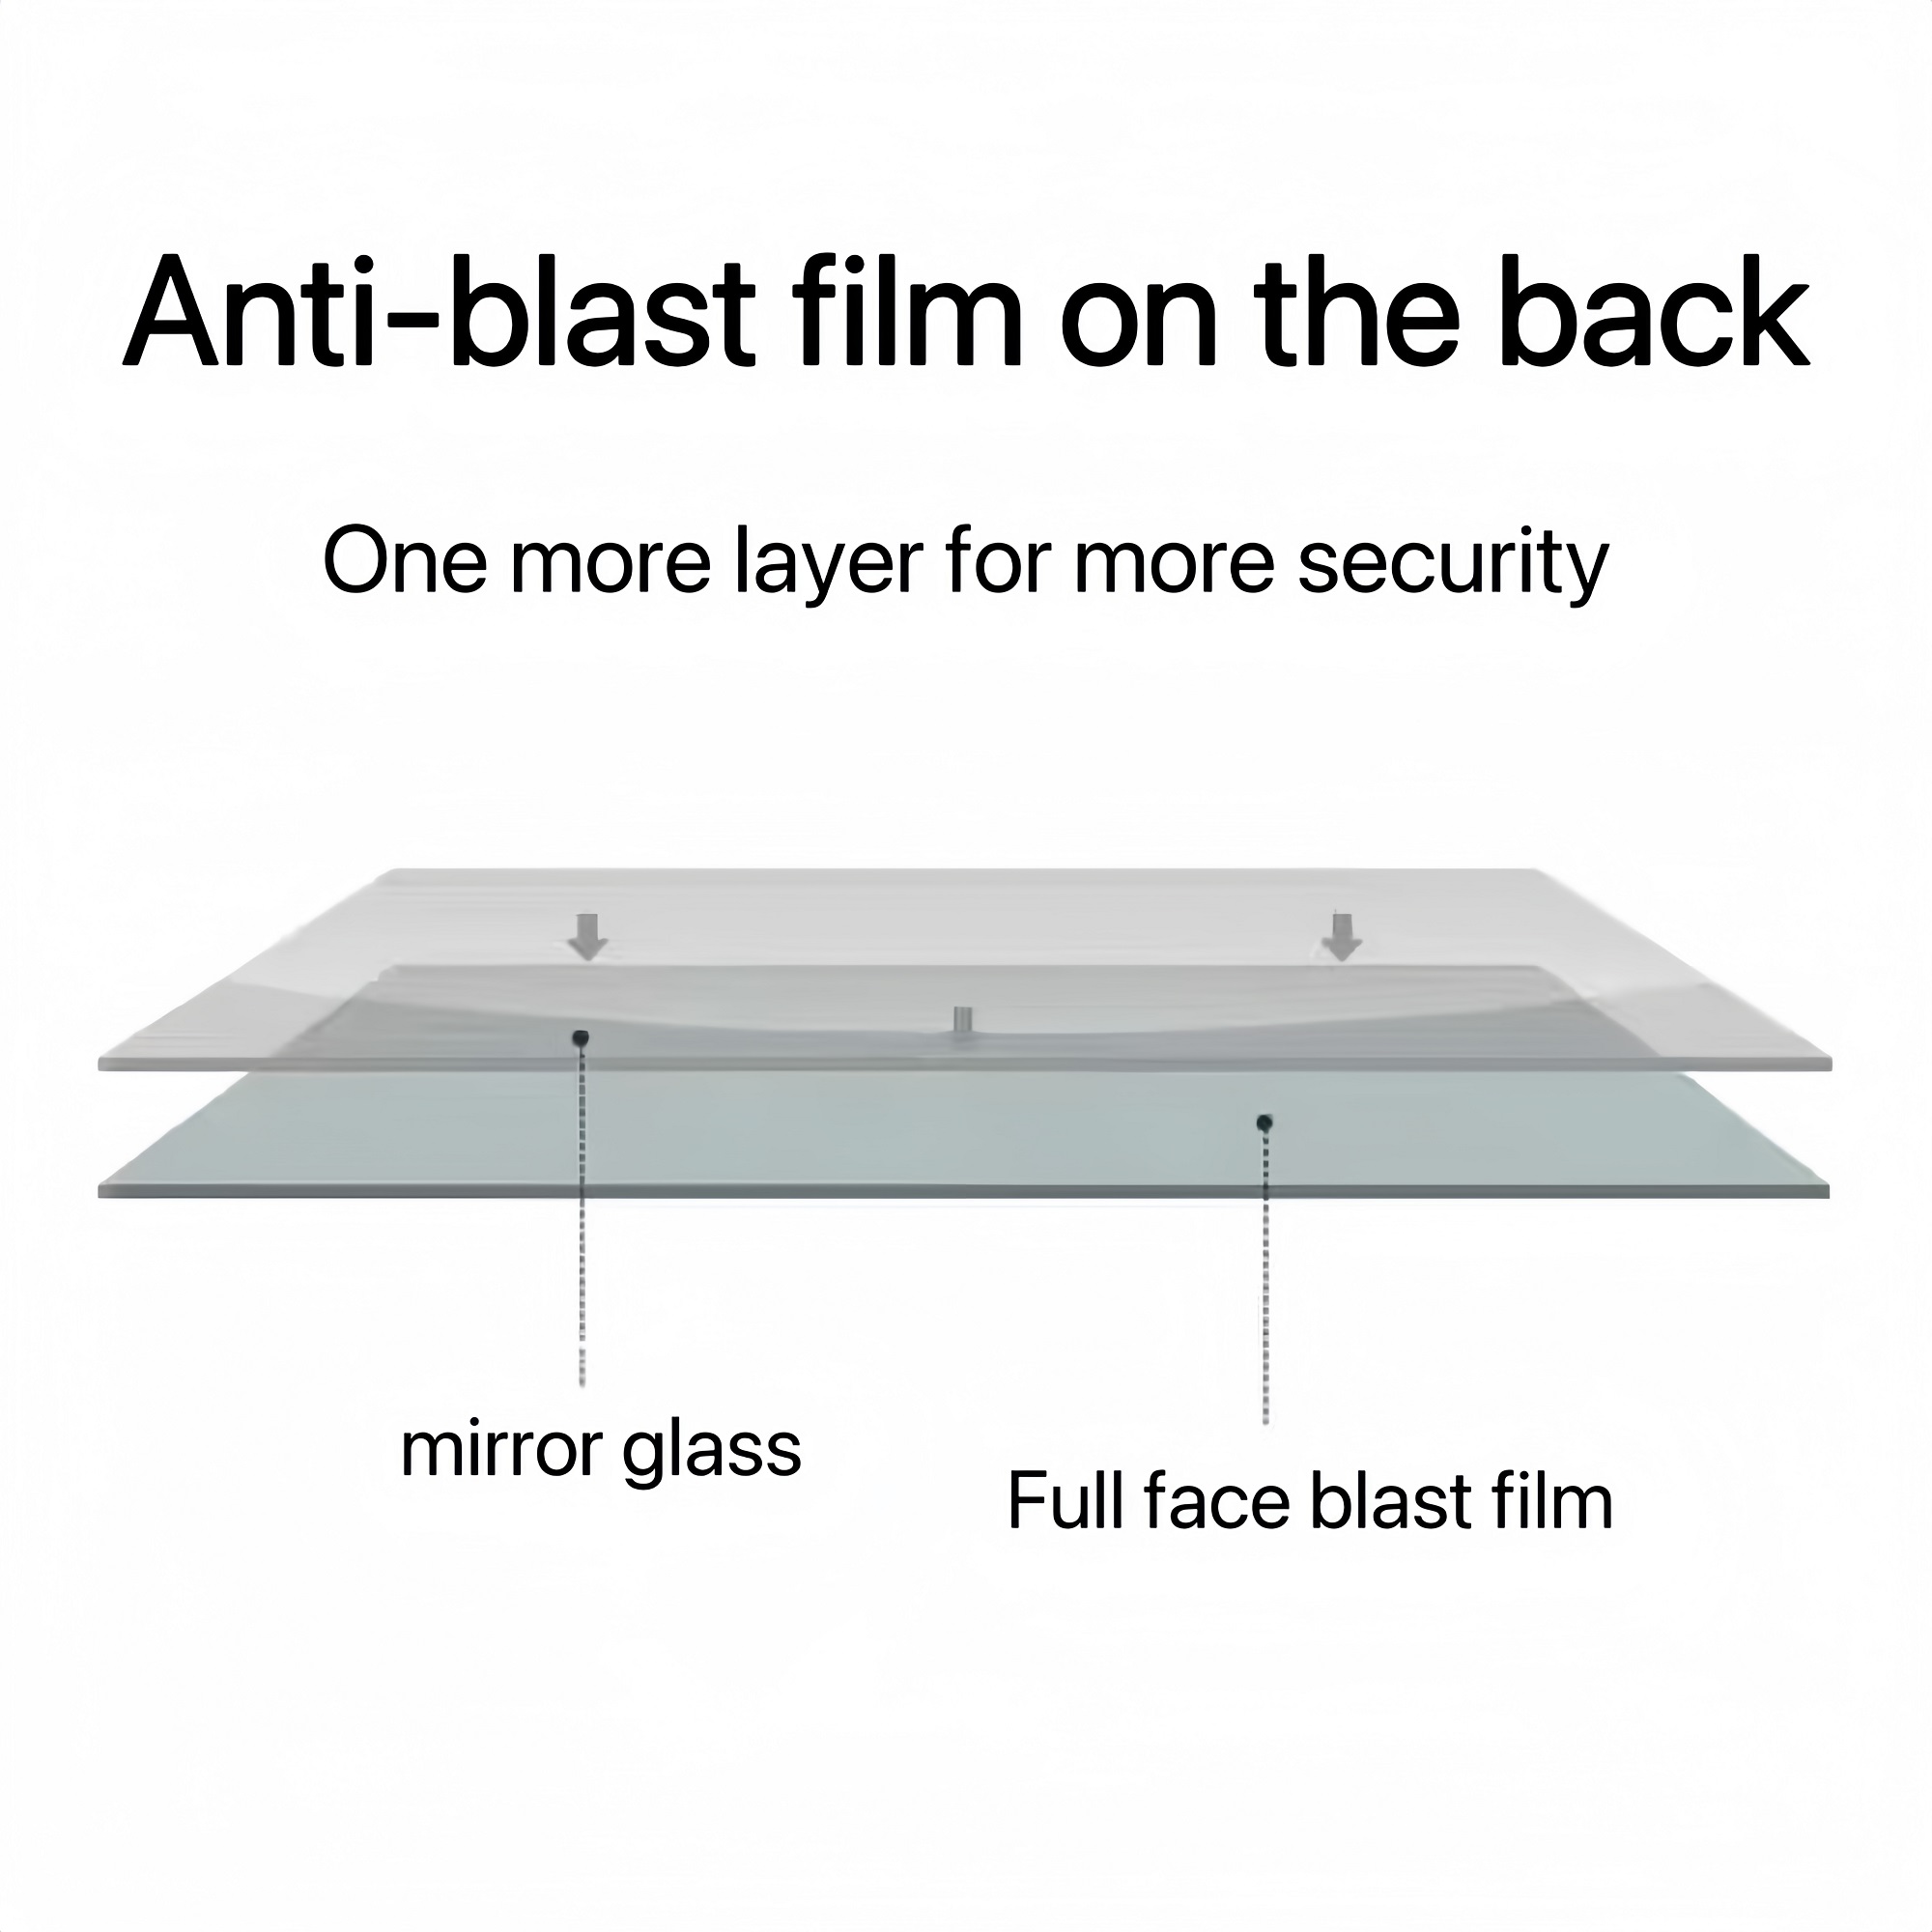 Anti-blast film on the back
One more layer for more security
mirror glass
Full face blast film